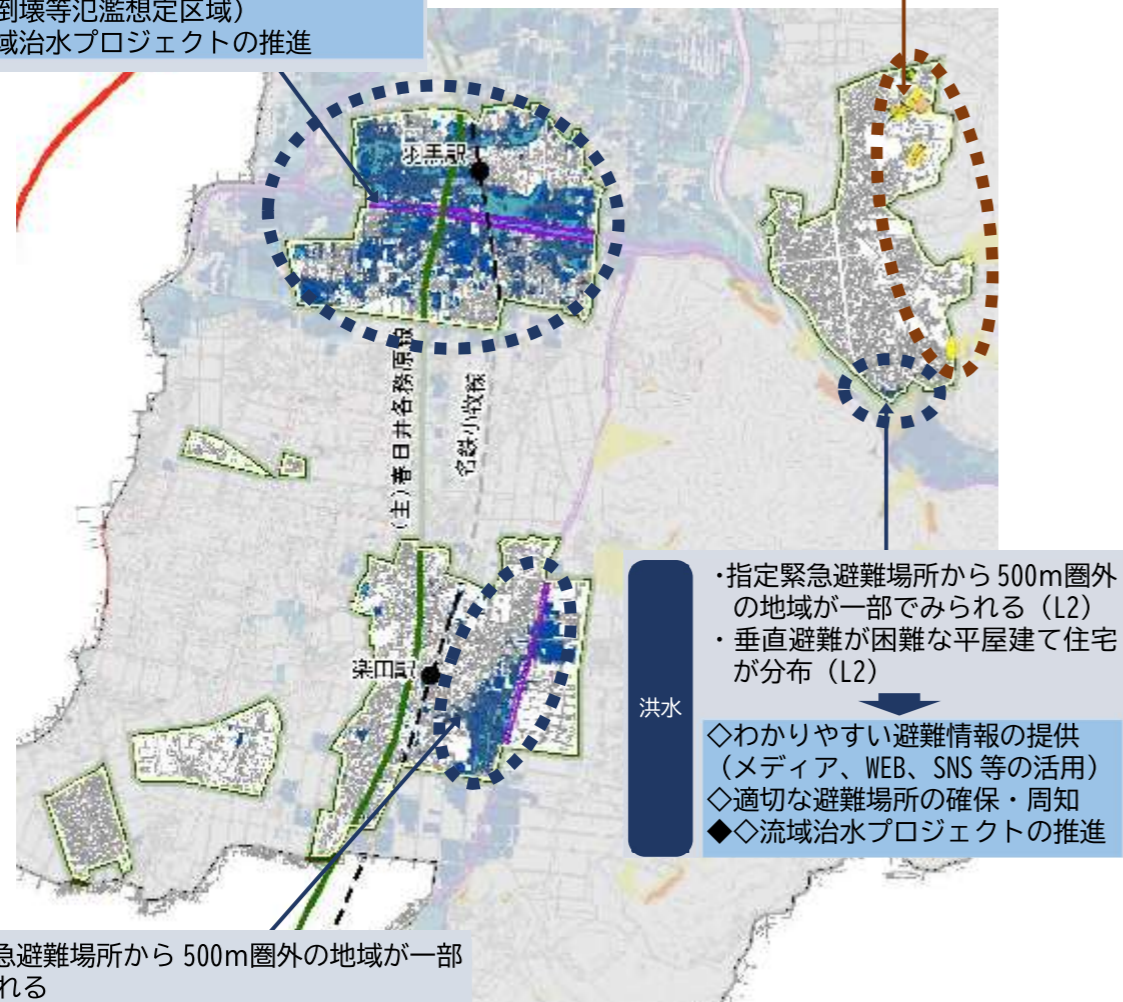 倒壊等氾濫想定区域)
域治水プロジェクトの推進
羽黒駅
(主)春日井各務原線
名鉄小牧線
楽田駅
洪水
・指定緊急避難場所から500m圏外
の地域が一部でみられる（L2）
・垂直避難が困難な平屋建て住宅
が分布（L2）
◇わかりやすい避難情報の提供
（メディア、WEB、SNS 等の活用）
◇適切な避難場所の確保・周知
◆◇流域治水プロジェクトの推進
急避難場所から 500m圏外の地域が一部
れる